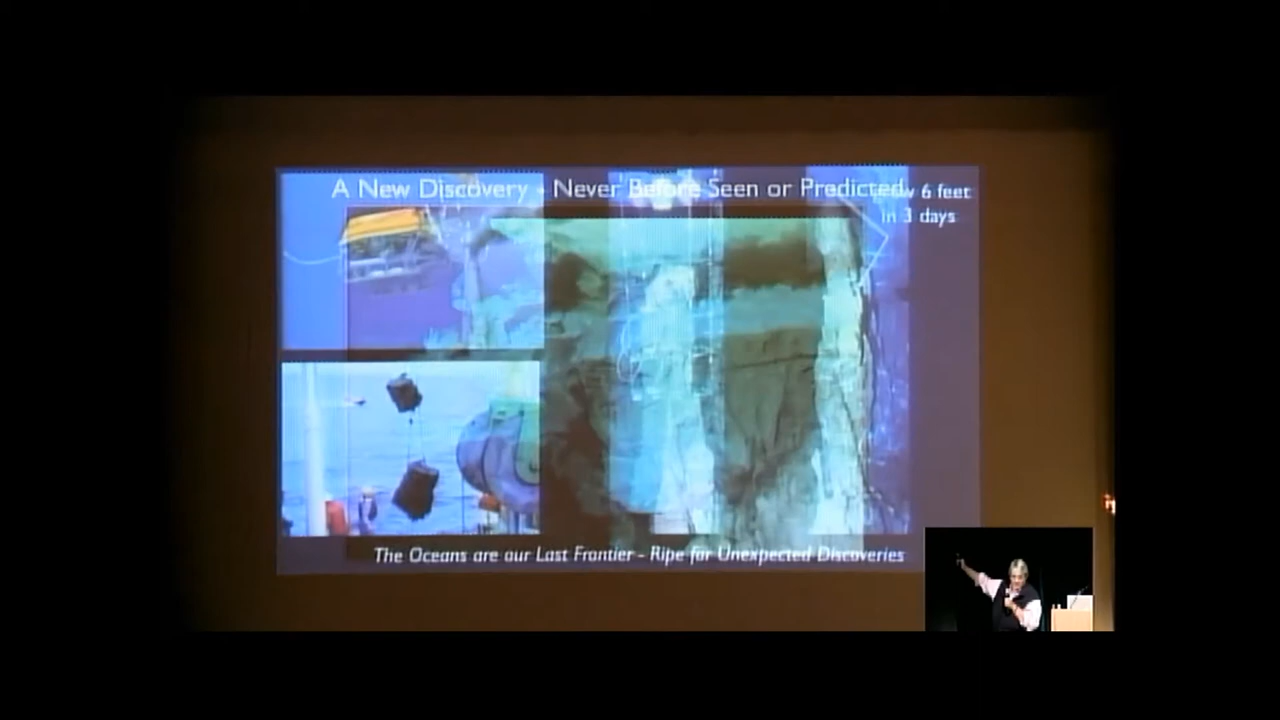 A New Discovery - Never Before Seen or Predicted
6 feet
in 3 days
The Oceans are our Last Frontier - Ripe for Unexpected Discoveries